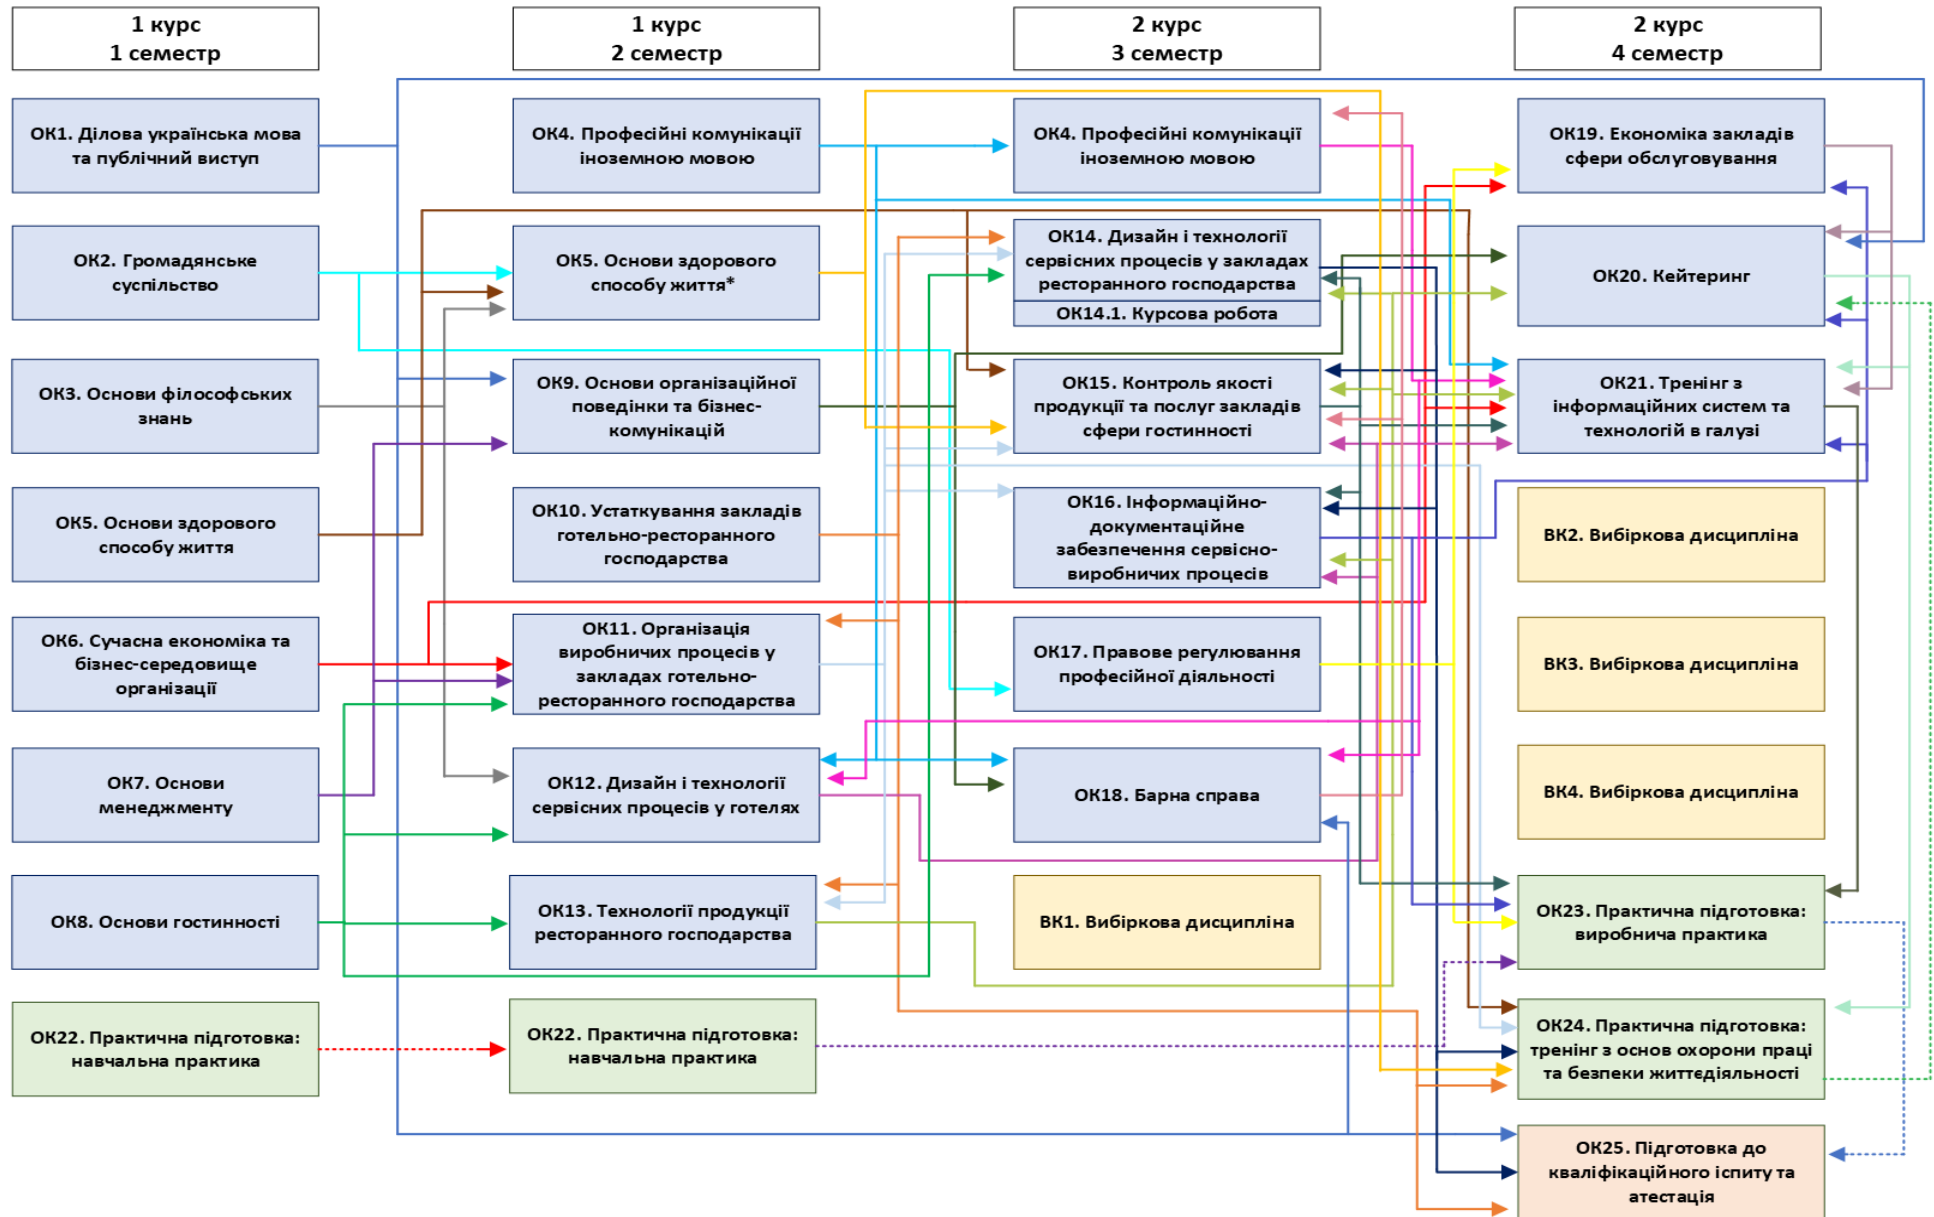 1 курс
1 семестр
1 курс
2 семестр
2 курс
3 семестр
2 курс
4 семестр
ОК1. Ділова українська мова
та публічний виступ
ОК2. Громадянське
суспільство
ОК3. Основи філософських
знань
ОК5. Основи здорового
способу життя
ОК6. Сучасна економіка та
бізнес-середовище
організації
ОК7. Основи
менеджменту
ОК8. Основи гостинності
ОК22. Практична підготовка:
навчальна практика
ОК4. Професійні комунікації
іноземною мовою
ОК5. Основи здорового
способу життя*
ОК9. Основи організаційної
поведінки та бізнес-
комунікацій
ОК10. Устаткування закладів
готельно-ресторанного
господарства
ОК11. Організація
виробничих процесів у
закладах готельно-
ресторанного господарства
ОК12. Дизайн і технології
сервісних процесів у готелях
ОК13. Технології продукції
ресторанного господарства
ОК22. Практична підготовка:
навчальна практика
ОК4. Професійні комунікації
іноземною мовою
ОК14. Дизайн і технології
сервісних процесів у закладах
ресторанного господарства
ОК14.1. Курсова робота
ОК15. Контроль якості
продукції та послуг закладів
сфери гостинності
ОК16. Інформаційно-
документаційне
забезпечення сервісно-
виробничих процесів
ОК17. Правове регулювання
професійної діяльності
ОК18. Барна справа
ВК1. Вибіркова дисципліна
ОК19. Економіка закладів
сфери обслуговування
ОК20. Кейтеринг
ОК21. Тренінг з
інформаційних систем та
технологій в галузі
ВК2. Вибіркова дисципліна
ВК3. Вибіркова дисципліна
ВК4. Вибіркова дисципліна
ОК23. Практична підготовка:
виробнича практика
ОК24. Практична підготовка:
тренінг з основ охорони праці
та безпеки життєдіяльності
ОК25. Підготовка до
кваліфікаційного іспиту та
атестація